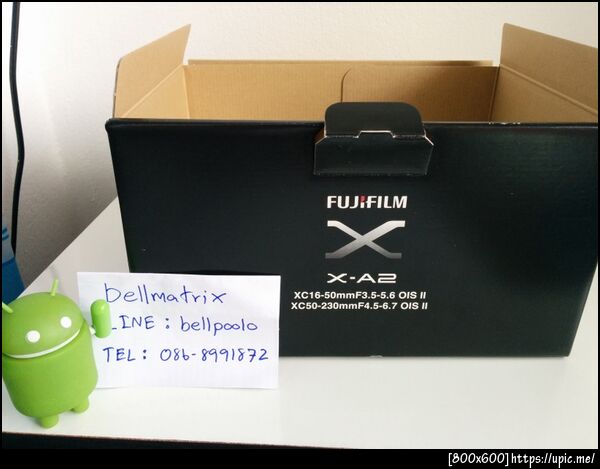 FUJIFILM
X
X-A2
XC16-50mmF3.5-5.6 OIS II
XC50-230mmF4.5-6.7 OIS II
bellmatrix
LINE : bellpoolo
TEL : 086-8991872
[800x600]https://upic.me/